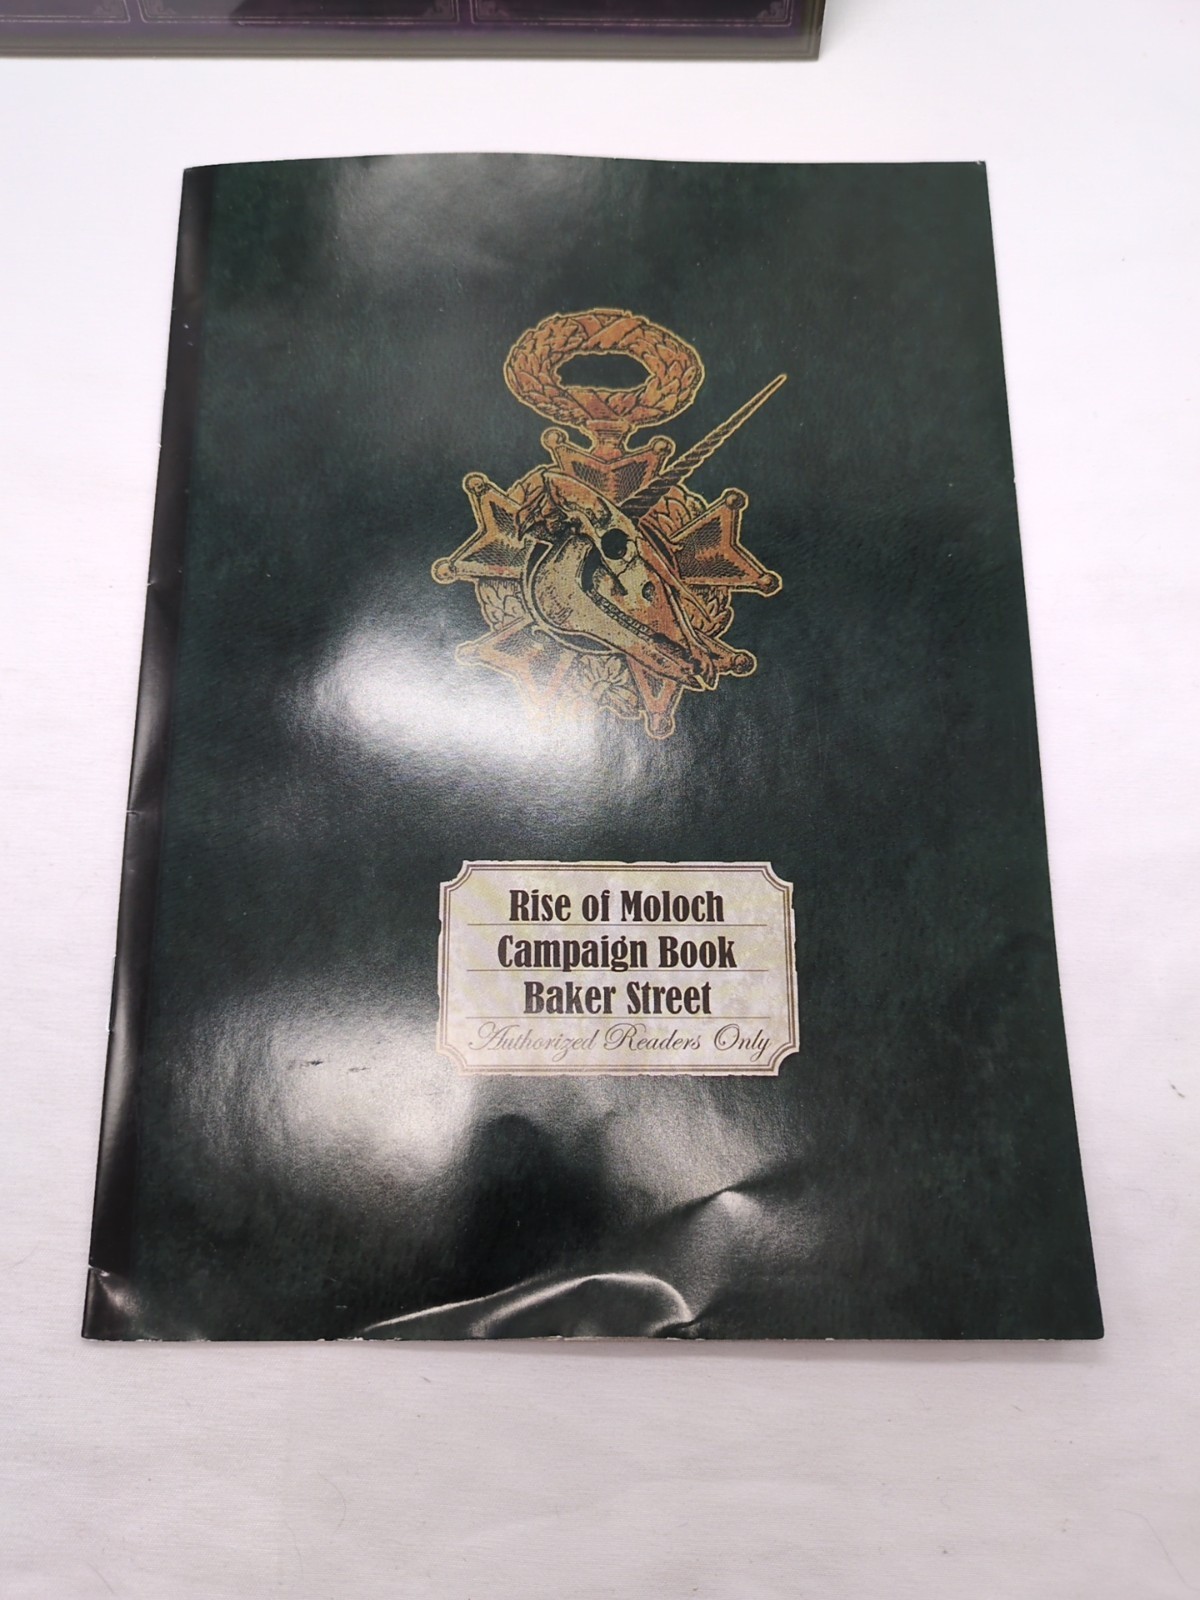 Rise of Moloch
Campaign Book
Baker Street
Authorized Readers Only